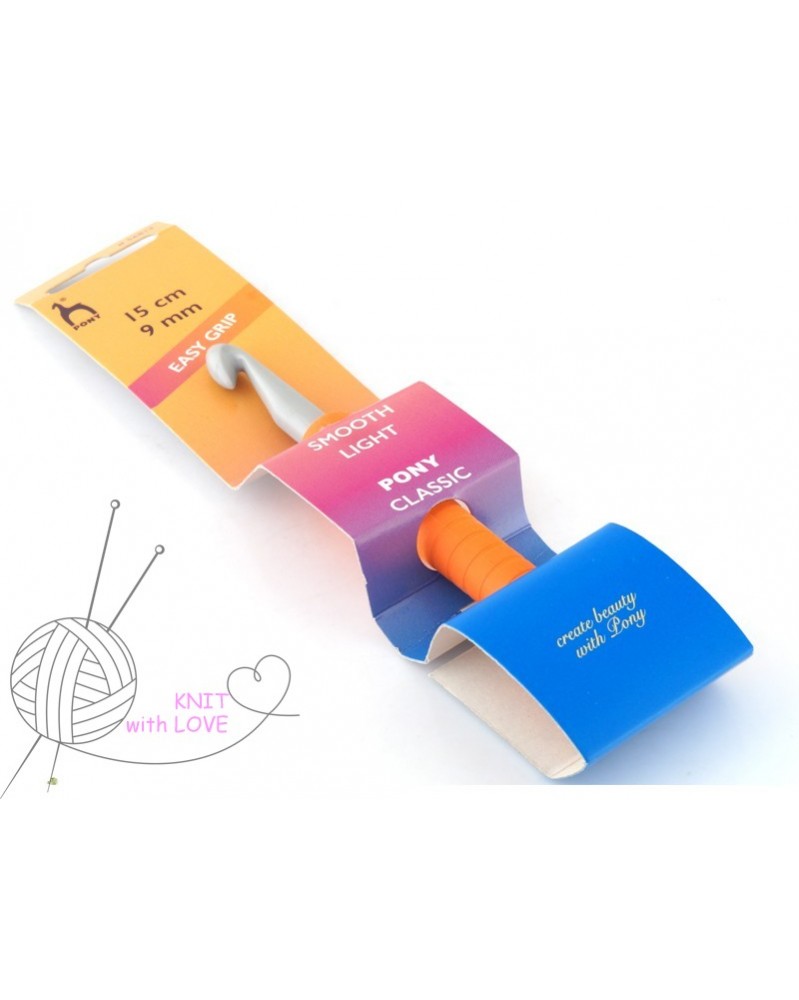 PONY
15 cm
9 mm
EASY GRIP
SMOOTH
LIGHT
PONY
CLASSIC
create beauty
with Pony
KNIT
with LOVE